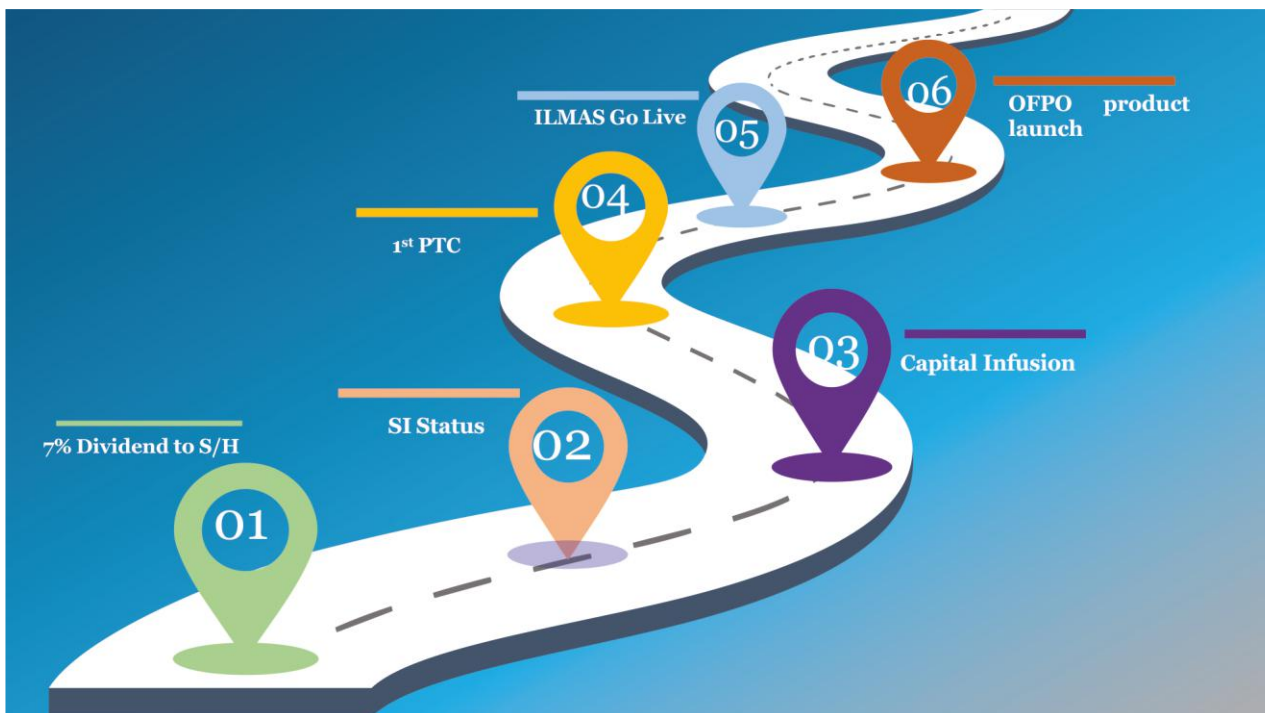 01
7% Dividend to S/H
02
SI Status
03
Capital Infusion
04
1st PTC
05
ILMAS Go Live
06
OFPO product
launch